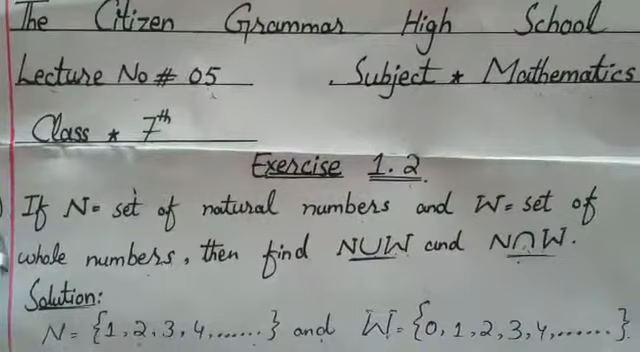 The Citizen Grammar High School
Lecture No # 05 Subject * Mathematics
Class * 7th
Exercise 1.2
If N= set of natural numbers and W= set of
whole numbers, then find N∪W and N∩W.
Solution:
N= {1,2,3,4,......} and W= {0,1,2,3,4,......}